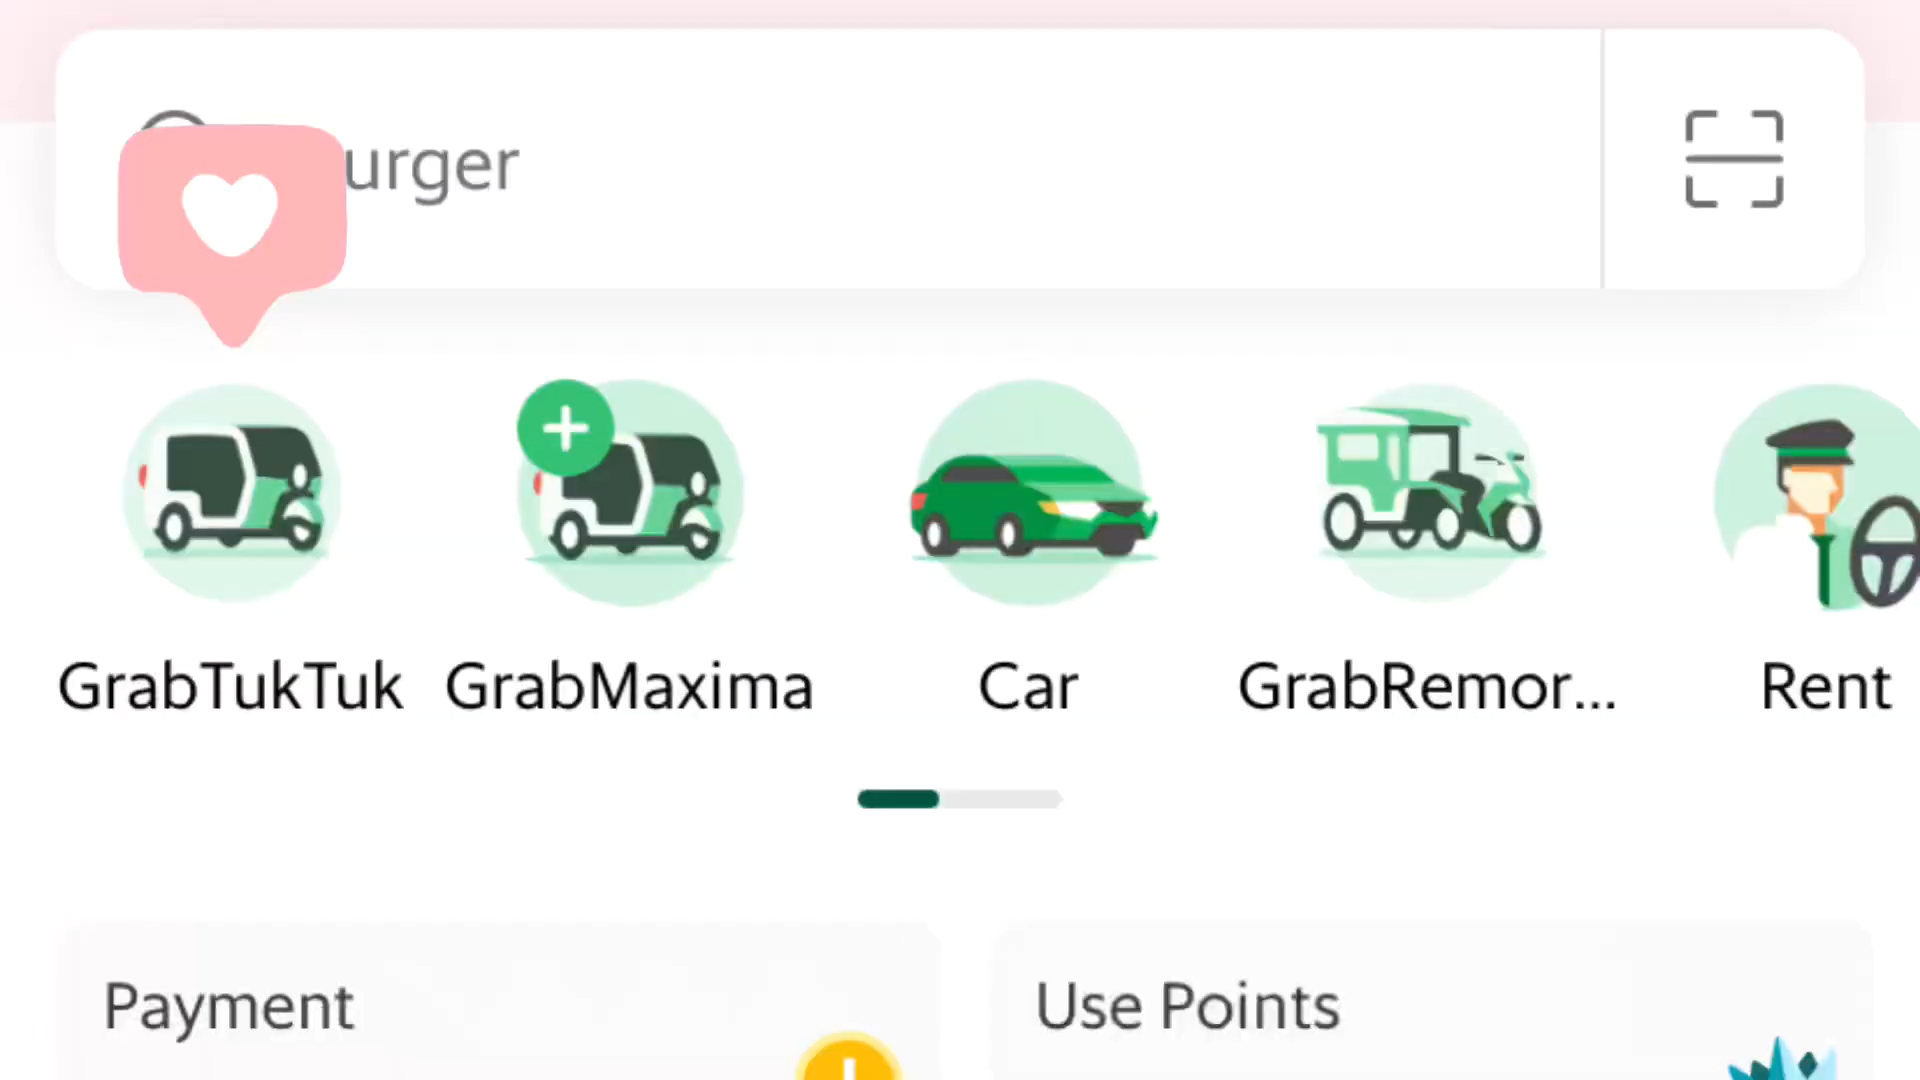 urger
GrabTukTuk GrabMaxima Car GrabRemor... Rent
Payment Use Points